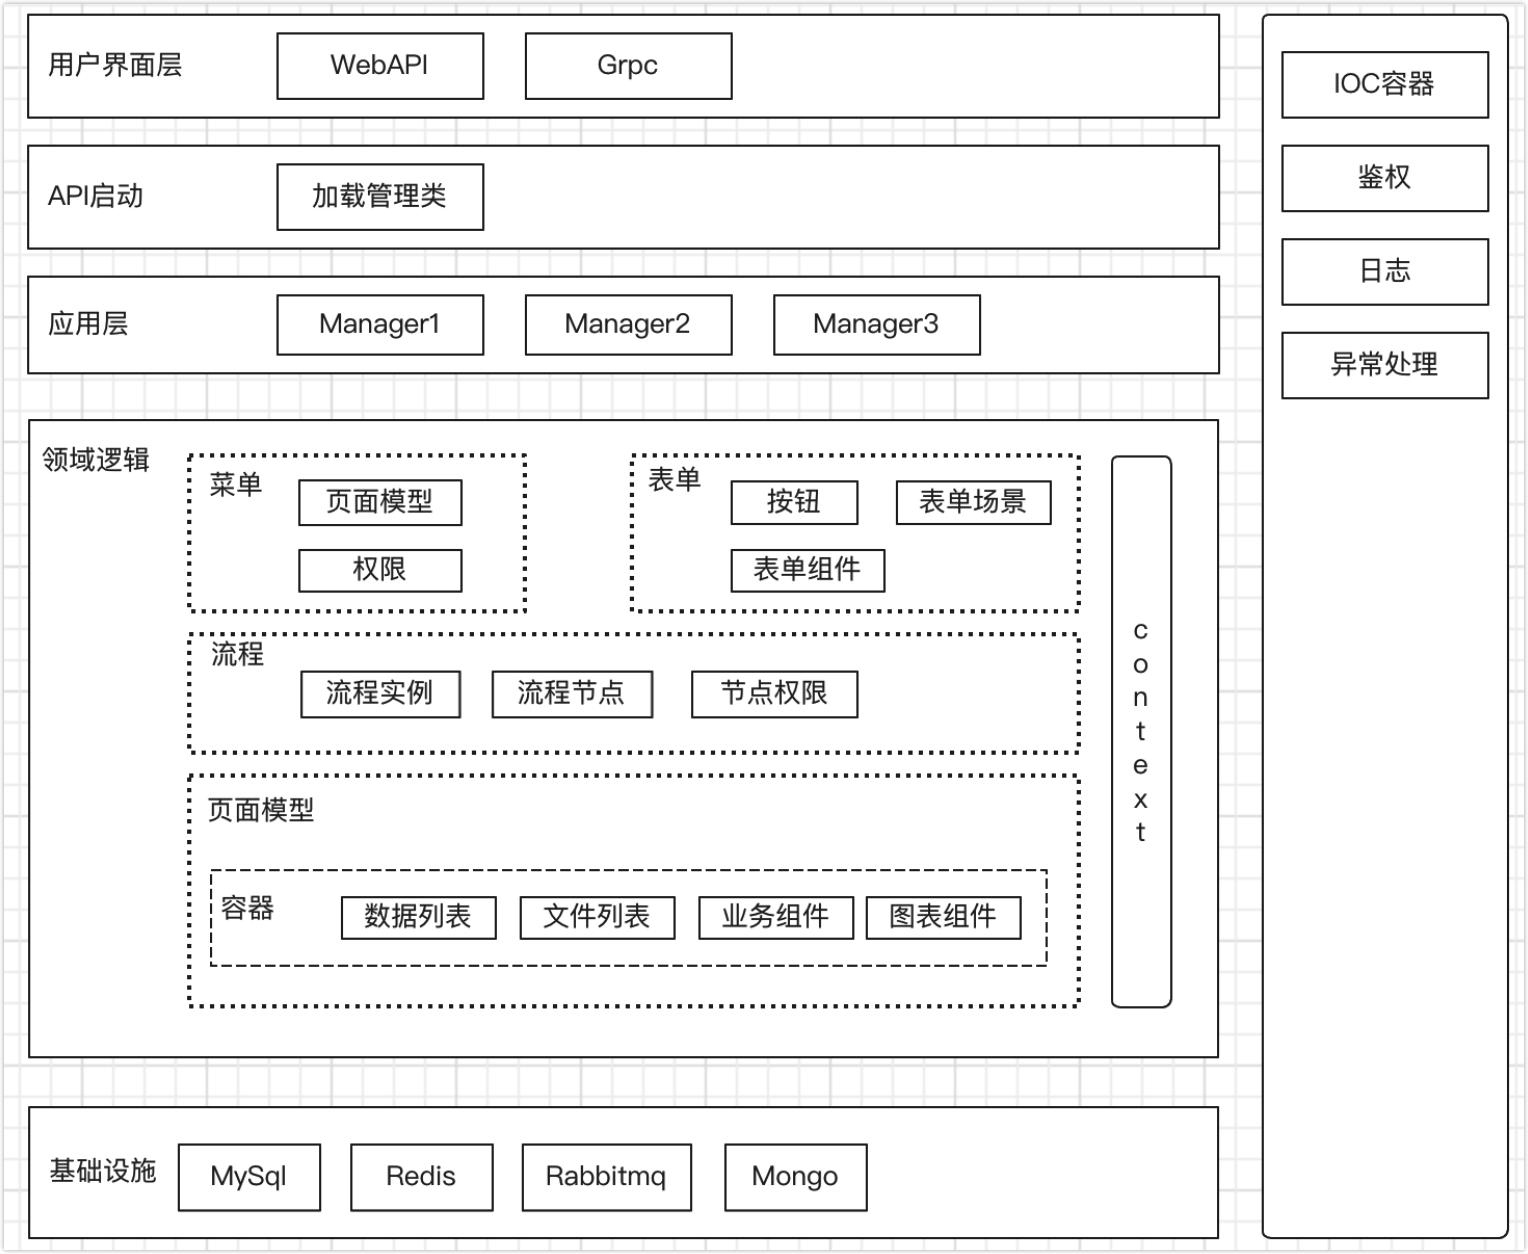 用户界面层
WebAPI
Grpc
API启动
加载管理类
应用层
Manager1
Manager2
Manager3
领域逻辑
菜单
页面模型
权限
表单
按钮
表单场景
表单组件
流程
流程实例
流程节点
节点权限
页面模型
容器
数据列表
文件列表
业务组件
图表组件
context
基础设施
MySql
Redis
Rabbitmq
Mongo
IOC容器
鉴权
日志
异常处理